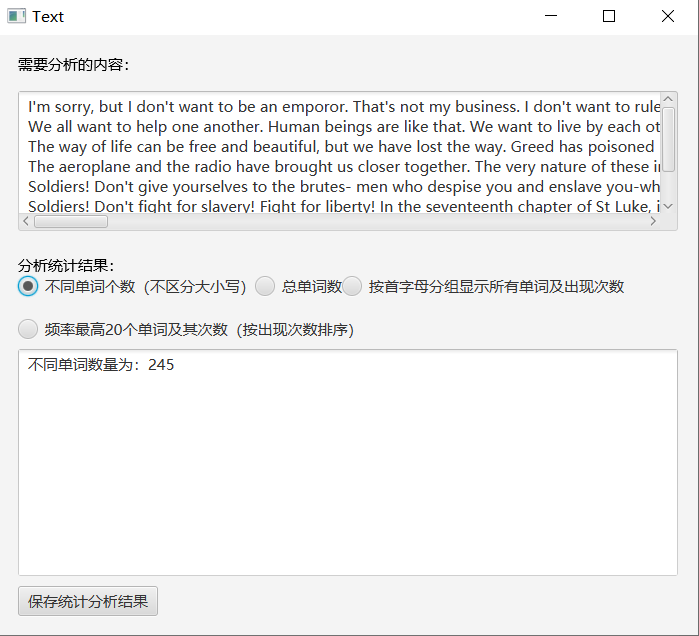 Text
需要分析的内容：
I'm sorry, but I don't want to be an emporor. That's not my business. I don't want to rule
We all want to help one another. Human beings are like that. We want to live by each ot
The way of life can be free and beautiful, but we have lost the way. Greed has poisoned
The aeroplane and the radio have brought us closer together. The very nature of these in
Soldiers! Don't give yourselves to the brutes- men who despise you and enslave you-wh
Soldiers! Don't fight for slavery! Fight for liberty! In the seventeenth chapter of St Luke, i
分析统计结果：
不同单词个数（不区分大小写） 总单词数 按首字母分组显示所有单词及出现次数
频率最高20个单词及其次数（按出现次数排序）
不同单词数量为：245
保存统计分析结果